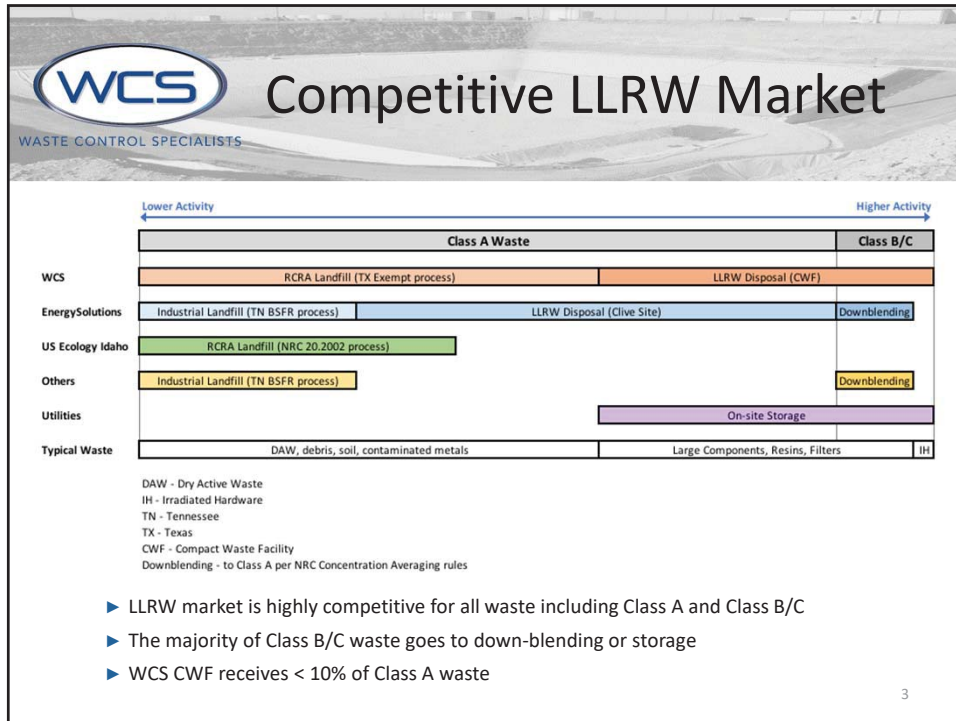 WCS
WASTE CONTROL SPECIALISTS
Competitive LLRW Market
Lower Activity Higher Activity
Class A Waste Class B/C
WCS RCRA Landfill (TX Exempt process) LLRW Disposal (CWF)
EnergySolutions Industrial Landfill (TN BSFR process) LLRW Disposal (Clive Site) Downblending
US Ecology Idaho RCRA Landfill (NRC 20.2002 process)
Others Industrial Landfill (TN BSFR process) Downblending
Utilities On-site Storage
Typical Waste DAW, debris, soil, contaminated metals Large Components, Resins, Filters IH
DAW - Dry Active Waste
IH - Irradiated Hardware
TN - Tennessee
TX - Texas
CWF - Compact Waste Facility
Downblending - to Class A per NRC Concentration Averaging rules
► LLRW market is highly competitive for all waste including Class A and Class B/C
► The majority of Class B/C waste goes to down-blending or storage
► WCS CWF receives < 10% of Class A waste
3